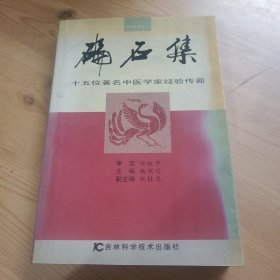 砭石集
十五位著名中医学家经验传薪
审定
主编
副主编
吉林科学技术出版社